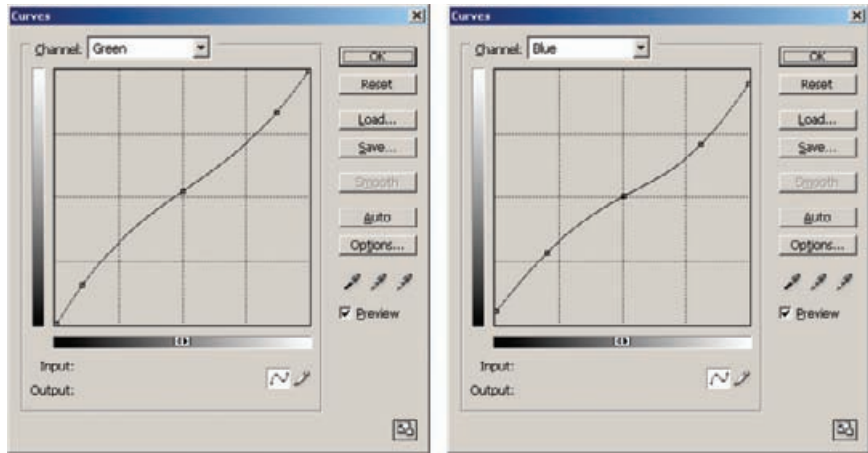 Curves
Channel: Green
OK
Reset
Load...
Save...
Smooth
Auto
Options...
Preview
Input:
Output:
Curves
Channel: Blue
OK
Reset
Load...
Save...
Smooth
Auto
Options...
Preview
Input:
Output: